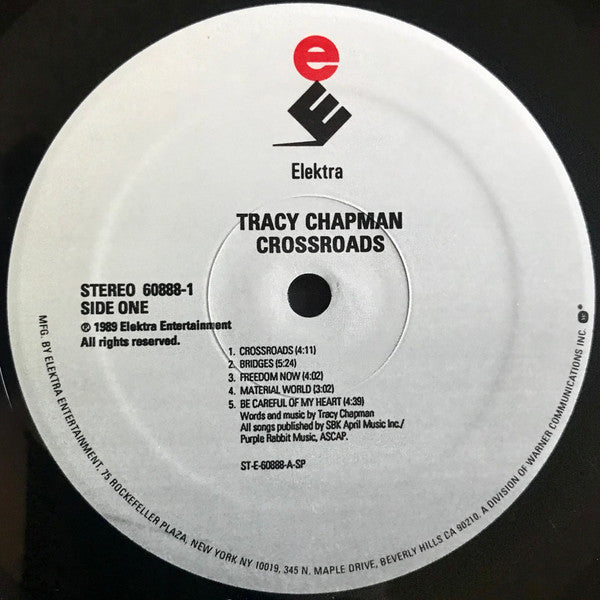 e
E
Elektra
TRACY CHAPMAN
CROSSROADS
STEREO 60888-1
SIDE ONE
℗ 1989 Elektra Entertainment
All rights reserved.
1. CROSSROADS (4:11)
2. BRIDGES (5:24)
3. FREEDOM NOW (4:02)
4. MATERIAL WORLD (3:02)
5. BE CAREFUL OF MY HEART (4:39)
Words and music by Tracy Chapman
All songs published by SBK April Music Inc./
Purple Rabbit Music, ASCAP.
ST-E-60888-A-SP
MFG. BY ELEKTRA ENTERTAINMENT, 75 ROCKEFELLER PLAZA, NEW YORK NY 10019, 345 N. MAPLE DRIVE, BEVERLY HILLS CA 90210. A DIVISION OF WARNER COMMUNICATIONS INC.